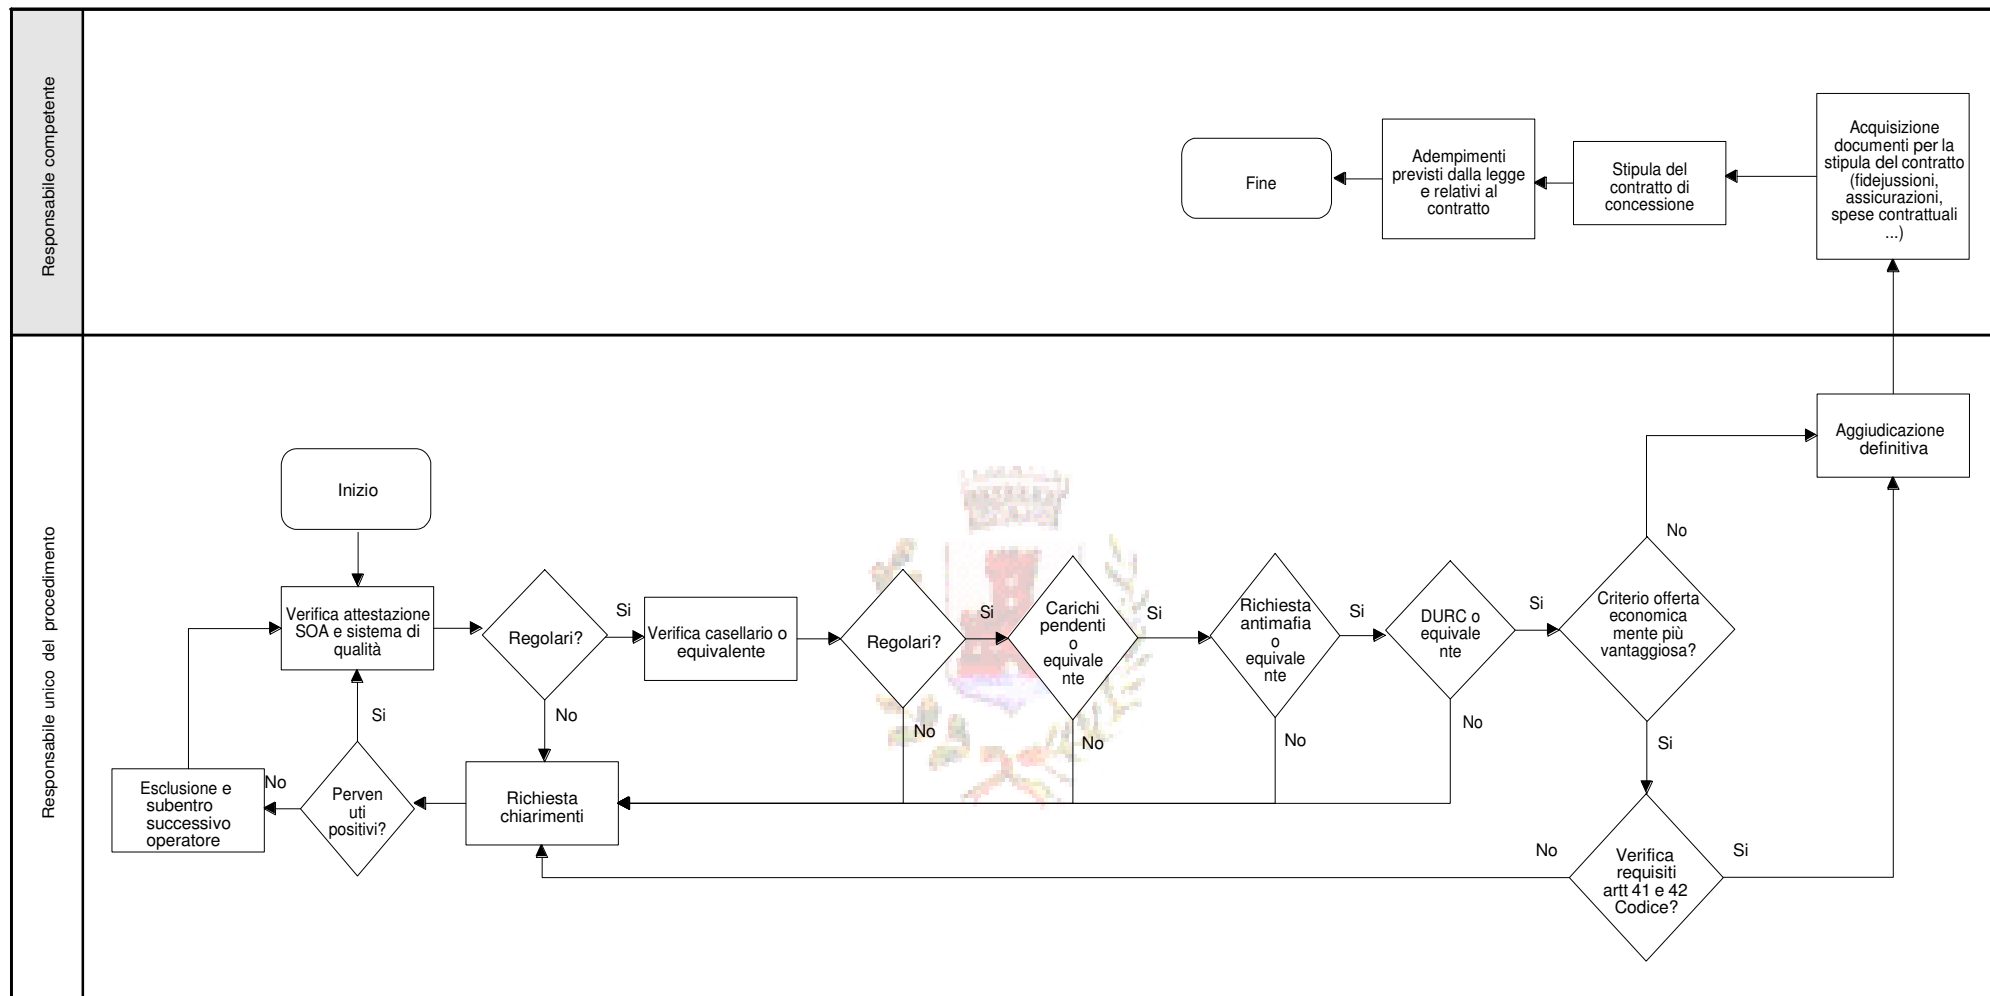 Responsabile competente
Fine
Adempimenti
previsti dalla legge
e relativi al
contratto
Stipula del
contratto di
concessione
Acquisizione
documenti per la
stipula del contratto
(fidejussioni,
assicurazioni,
spese contrattuali
...)
Responsabile unico del procedimento
Inizio
Verifica attestazione
SOA e sistema di
qualità
Regolari?
Si
No
Verifica casellario o
equivalente
Regolari?
Si
No
Carichi
pendenti
o
equivale
nte
Si
No
Richiesta
antimafia
o
equivale
nte
Si
No
DURC o
equivale
nte
Si
No
Criterio offerta
economica
mente più
vantaggiosa?
No
Si
Aggiudicazione
definitiva
Esclusione e
subentro
successivo
operatore
No
Perven
uti
positivi?
Si
Richiesta
chiarimenti
No
Verifica
requisiti
artt 41 e 42
Codice?
Si